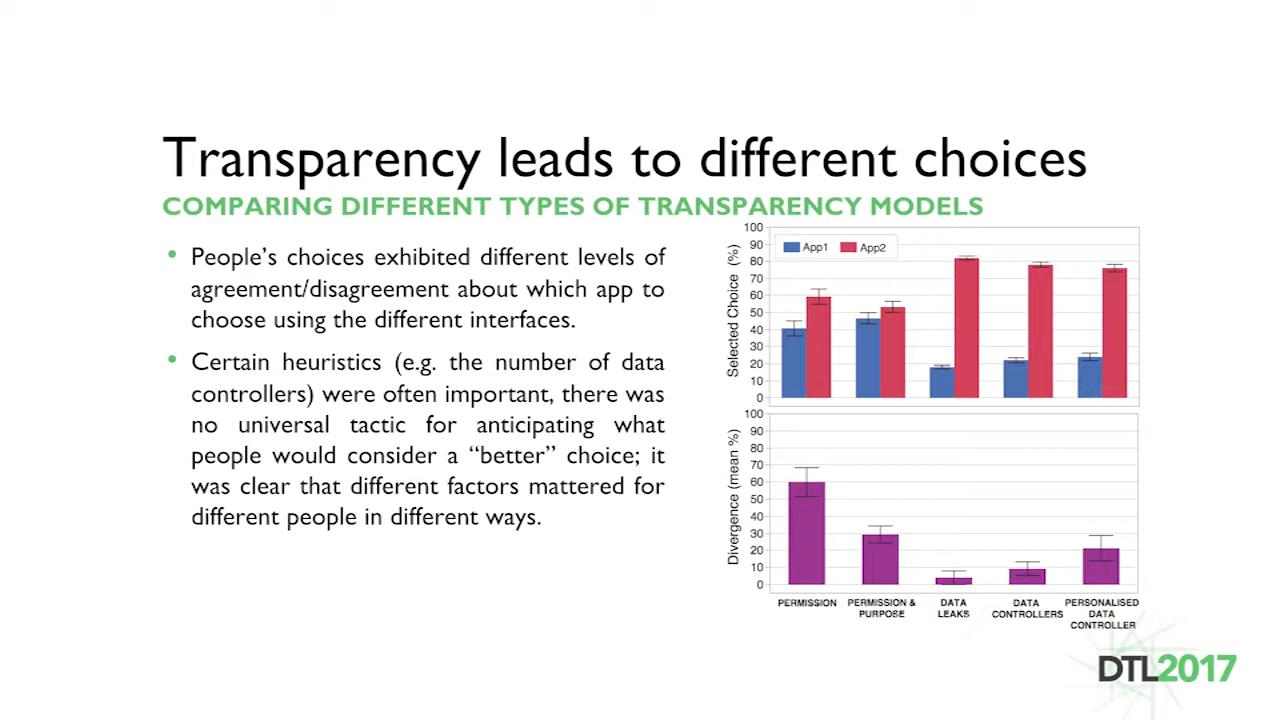 Transparency leads to different choices
COMPARING DIFFERENT TYPES OF TRANSPARENCY MODELS
• People’s choices exhibited different levels of
agreement/disagreement about which app to
choose using the different interfaces.
• Certain heuristics (e.g. the number of data
controllers) were often important, there was
no universal tactic for anticipating what
people would consider a “better” choice; it
was clear that different factors mattered for
different people in different ways.
Selected Choice (%)
100
90
80
70
60
50
40
30
20
10
0
App1 App2
Divergence (mean %)
100
90
80
70
60
50
40
30
20
10
0
PERMISSION
PERMISSION &
PURPOSE
DATA
LEAKS
DATA
CONTROLLERS
PERSONALISED
DATA
CONTROLLER
DTL2017